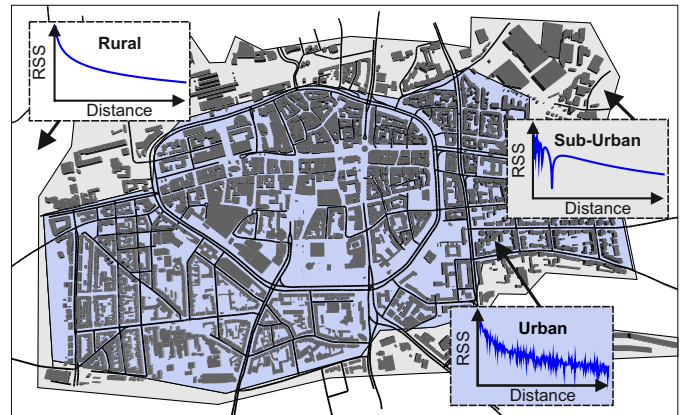 Rural
RSS
Distance
Sub-Urban
RSS
Distance
Urban
RSS
Distance